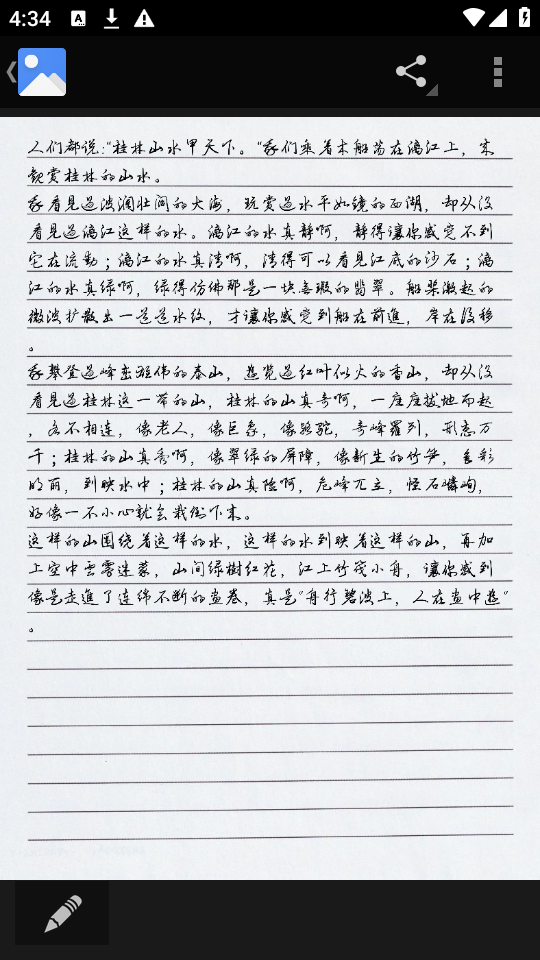 4:34
A
人们都说:“桂林山水甲天下。”我们乘着木船荡在漓江上，来
观赏桂林的山水。
我看见过波澜壮阔的大海，玩赏过水平如镜的西湖，却从没
看见过漓江这样的水。漓江的水真静啊，静得让你感觉不到
它在流动；漓江的水真清啊，清得可以看见江底的沙石；漓
江的水真绿啊，绿得仿佛那是一块无瑕的翡翠。船桨激起的
微波扩散出一道道水纹，才让你感觉到船在前進，岸在後移
。
我攀登过峰峦雄伟的泰山，遊览过红叶似火的香山，却从没
看见过桂林这一带的山，桂林的山真奇啊，一座座拔地而起
，各不相连，像老人，像巨象，像骆驼，奇峰羅列，形态万
千；桂林的山真秀啊，像翠绿的屏障，像新生的竹笋，色彩
明丽，到映水中；桂林的山真险啊，危峰兀立，怪石嶙峋，
好像一不小心就会栽倒下来。
这样的山围绕着这样的水，这样的水到映着这样的山，再加
上空中云雾迷蒙，山间绿樹红花，江上竹筏小舟，讓你感到
像是走進了连绵不断的畫卷，真是“舟行碧波上，人在畫中遊”
。